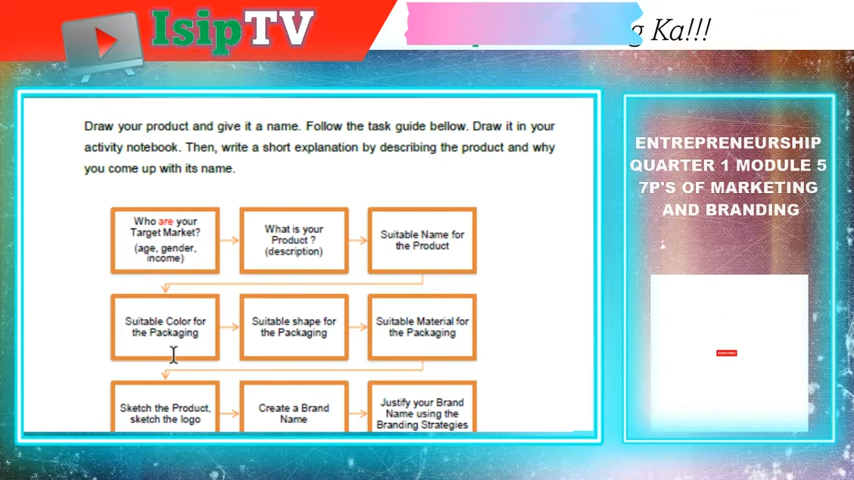 IsipTV
g Ka!!!
Draw your product and give it a name. Follow the task guide bellow. Draw it in your
activity notebook. Then, write a short explanation by describing the product and why
you come up with its name.
Who are your
Target Market?
(age, gender,
income)
What is your
Product ?
(description)
Suitable Name for
the Product
Suitable Color for
the Packaging
Suitable shape for
the Packaging
Suitable Material for
the Packaging
Sketch the Product,
sketch the logo
Create a Brand
Name
Justify your Brand
Name using the
Branding Strategies
ENTREPRENEURSHIP
QUARTER 1 MODULE 5
7P'S OF MARKETING
AND BRANDING